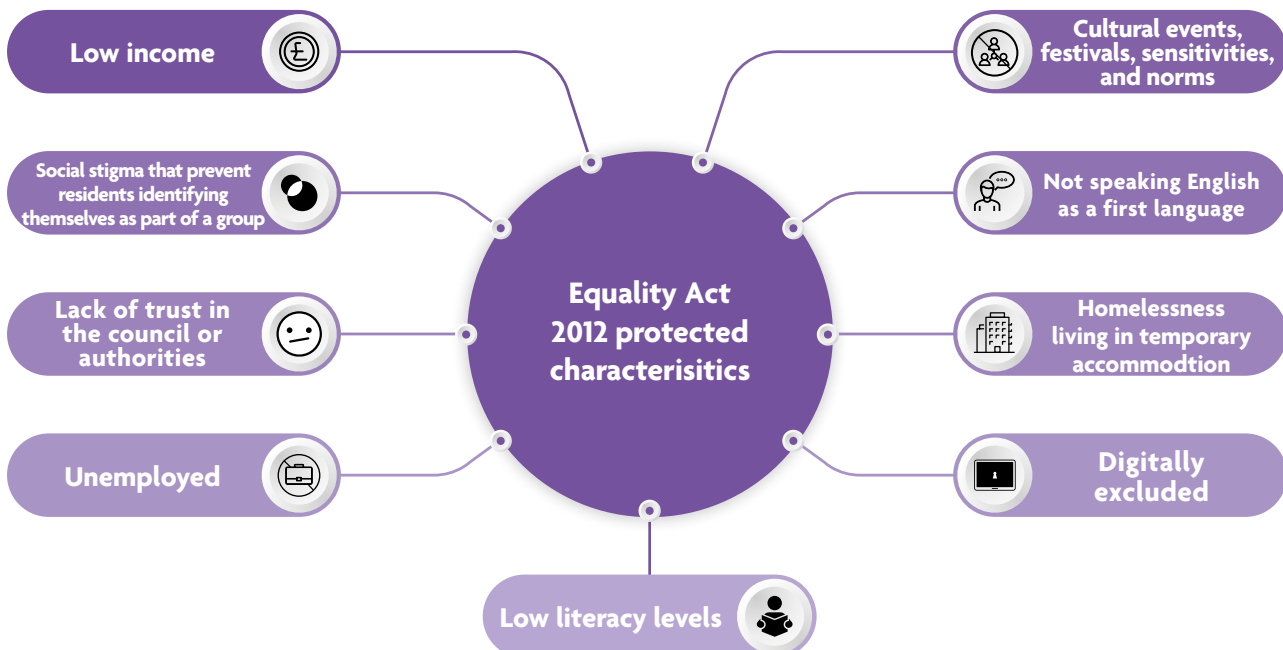 Low income
Social stigma that prevent
residents identifying
themselves as part of a group
Lack of trust in
the council or
authorities
Unemployed
Equality Act
2012 protected
characterisitics
Cultural events,
festivals, sensitivities,
and norms
Not speaking English
as a first language
Homelessness
living in temporary
accommodtion
Digitally
excluded
Low literacy levels